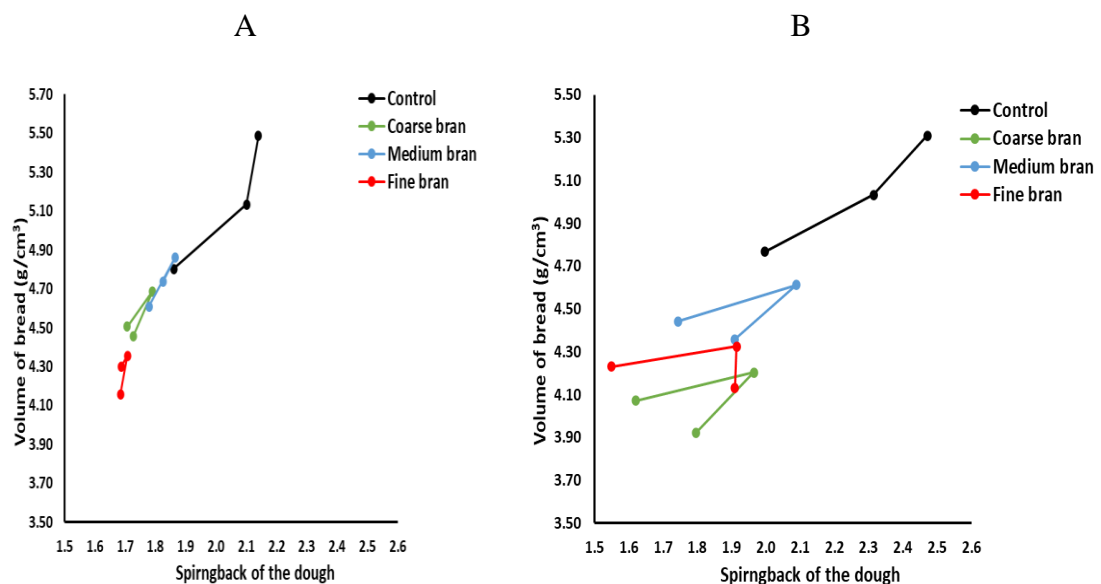 A
B
Volume of bread (g/cm³)
5.70
5.50
5.30
5.10
4.90
4.70
4.50
4.30
4.10
3.90
3.70
3.50
1.5 1.6 1.7 1.8 1.9 2.0 2.1 2.2 2.3 2.4 2.5 2.6
Spirngback of the dough
Control
Coarse bran
Medium bran
Fine bran
Volume of bread (g/cm³)
5.50
5.30
5.10
4.90
4.70
4.50
4.30
4.10
3.90
3.70
3.50
1.5 1.6 1.7 1.8 1.9 2.0 2.1 2.2 2.3 2.4 2.5 2.6
Spirngback of the dough
Control
Coarse bran
Medium bran
Fine bran